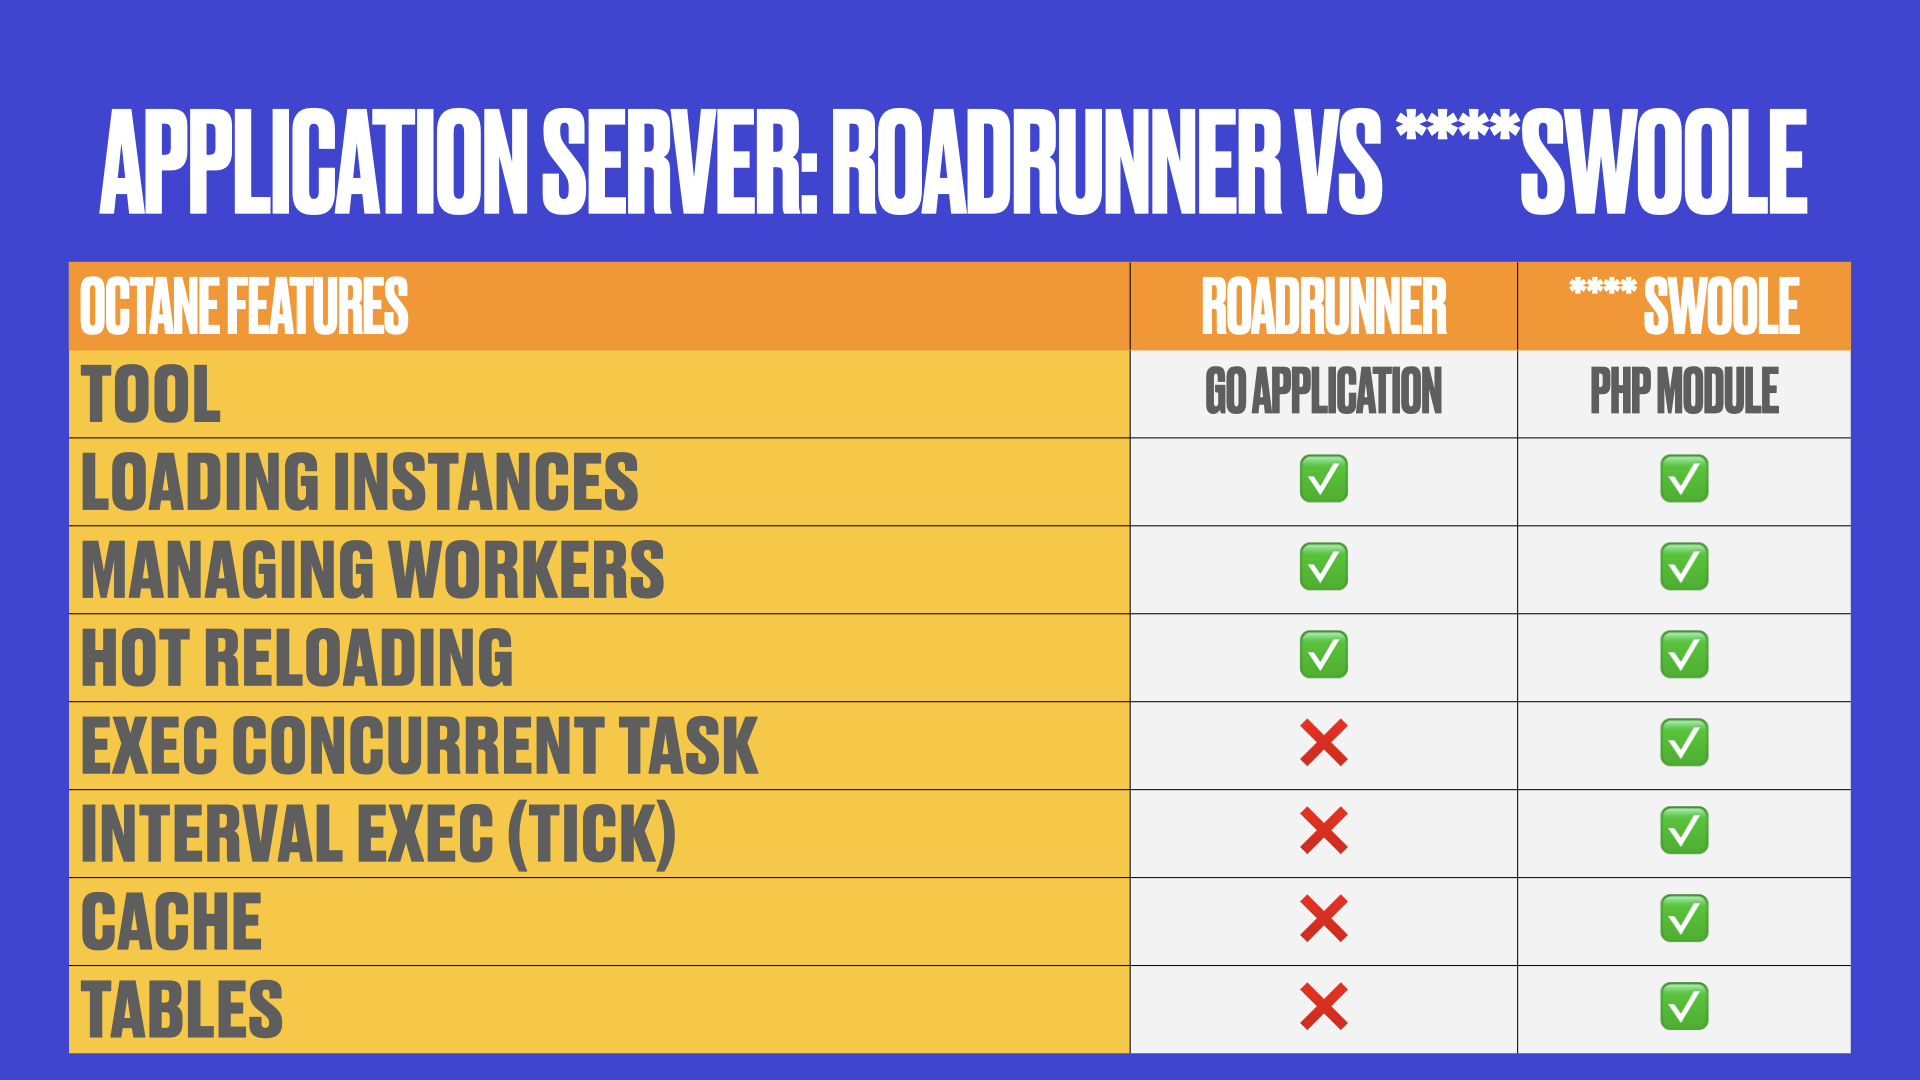 APPLICATION SERVER: ROADRUNNER VS ****SWOOLE
OCTANE FEATURES ROADRUNNER **** SWOOLE
TOOL GO APPLICATION PHP MODULE
LOADING INSTANCES ✅ ✅
MANAGING WORKERS ✅ ✅
HOT RELOADING ✅ ✅
EXEC CONCURRENT TASK ❌ ✅
INTERVAL EXEC (TICK) ❌ ✅
CACHE ❌ ✅
TABLES ❌ ✅